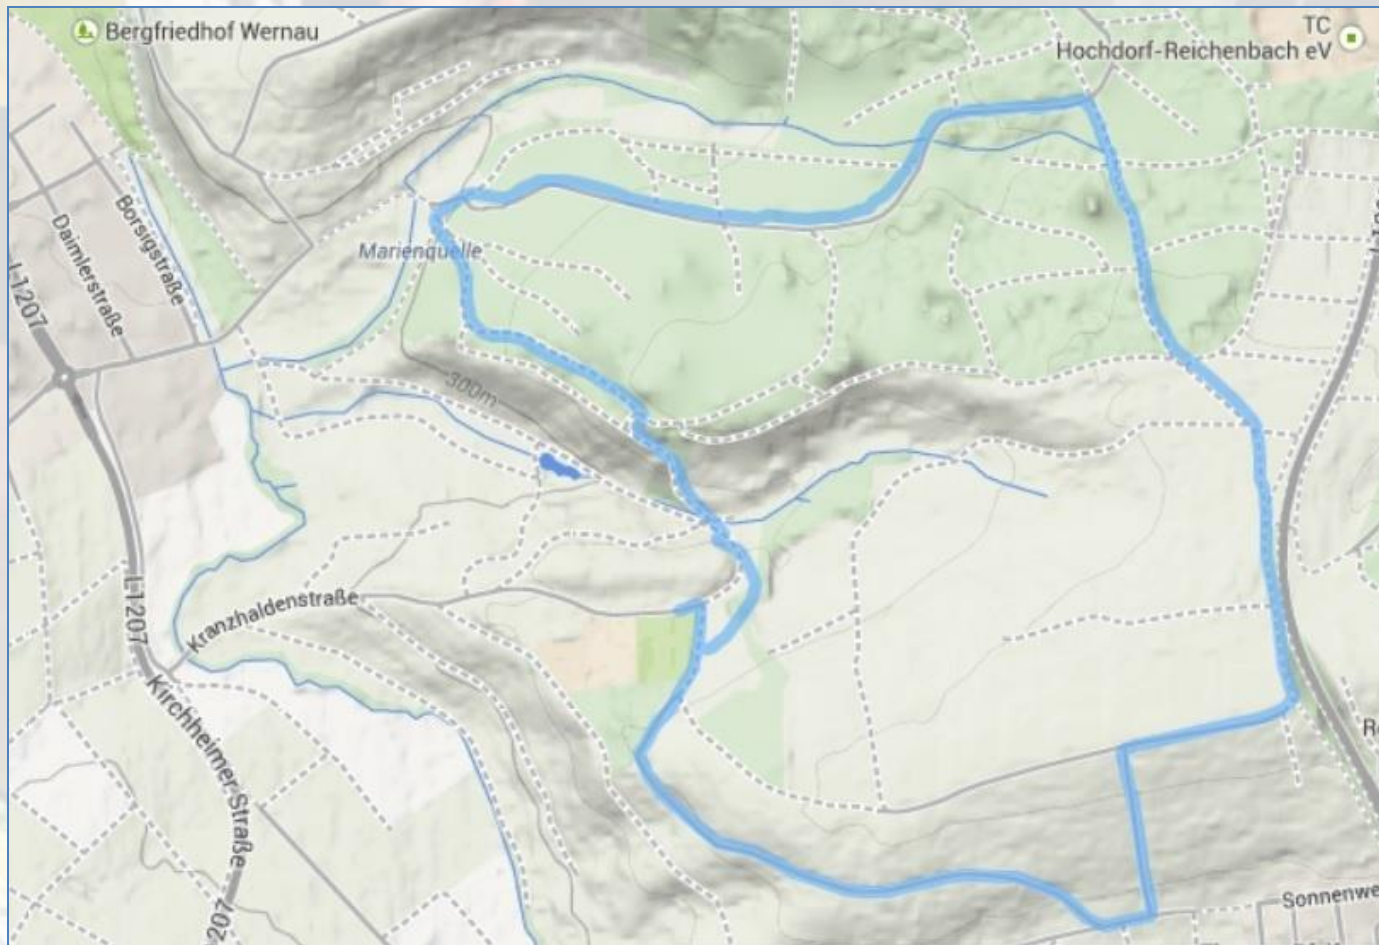 Bergfriedhof Wernau
TC
Hochdorf-Reichenbach eV
Borsigstraße
Daimlerstraße
L1207
Marienquelle
300m
L1207
Kranzhaldenstraße
Kirchheimer Straße
207
Sonnenwe